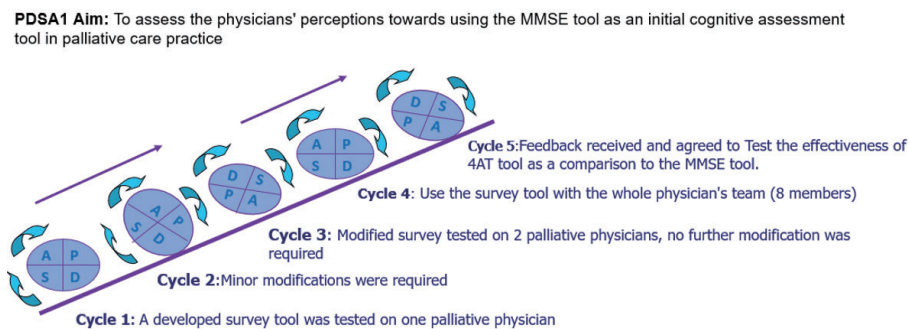 PDSA1 Aim: To assess the physicians' perceptions towards using the MMSE tool as an initial cognitive assessment
tool in palliative care practice
D S
P A
A P
S D
D S
P A
A P
S D
A P
S D
Cycle 5:Feedback received and agreed to Test the effectiveness of
4AT tool as a comparison to the MMSE tool.
Cycle 4: Use the survey tool with the whole physician's team (8 members)
Cycle 3: Modified survey tested on 2 palliative physicians, no further modification was
required
Cycle 2:Minor modifications were required
Cycle 1: A developed survey tool was tested on one palliative physician